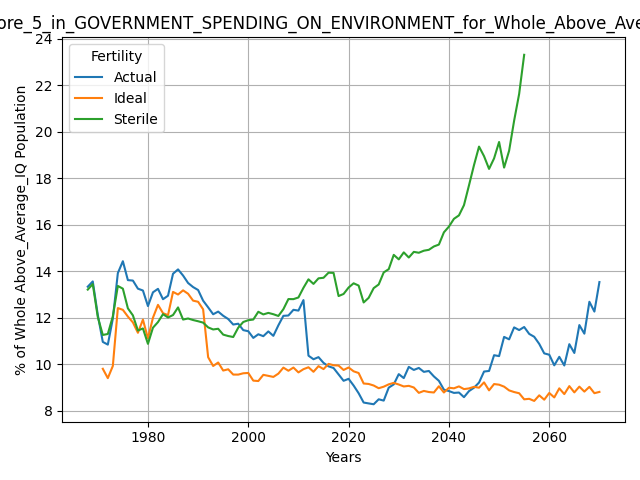 ore_5_in_GOVERNMENT_SPENDING_ON_ENVIRONMENT_for_Whole_Above_Ave
24
22
20
18
16
14
12
10
8
% of Whole Above_Average_IQ Population
Fertility
Actual
Ideal
Sterile
1980
2000
2020
2040
2060
Years